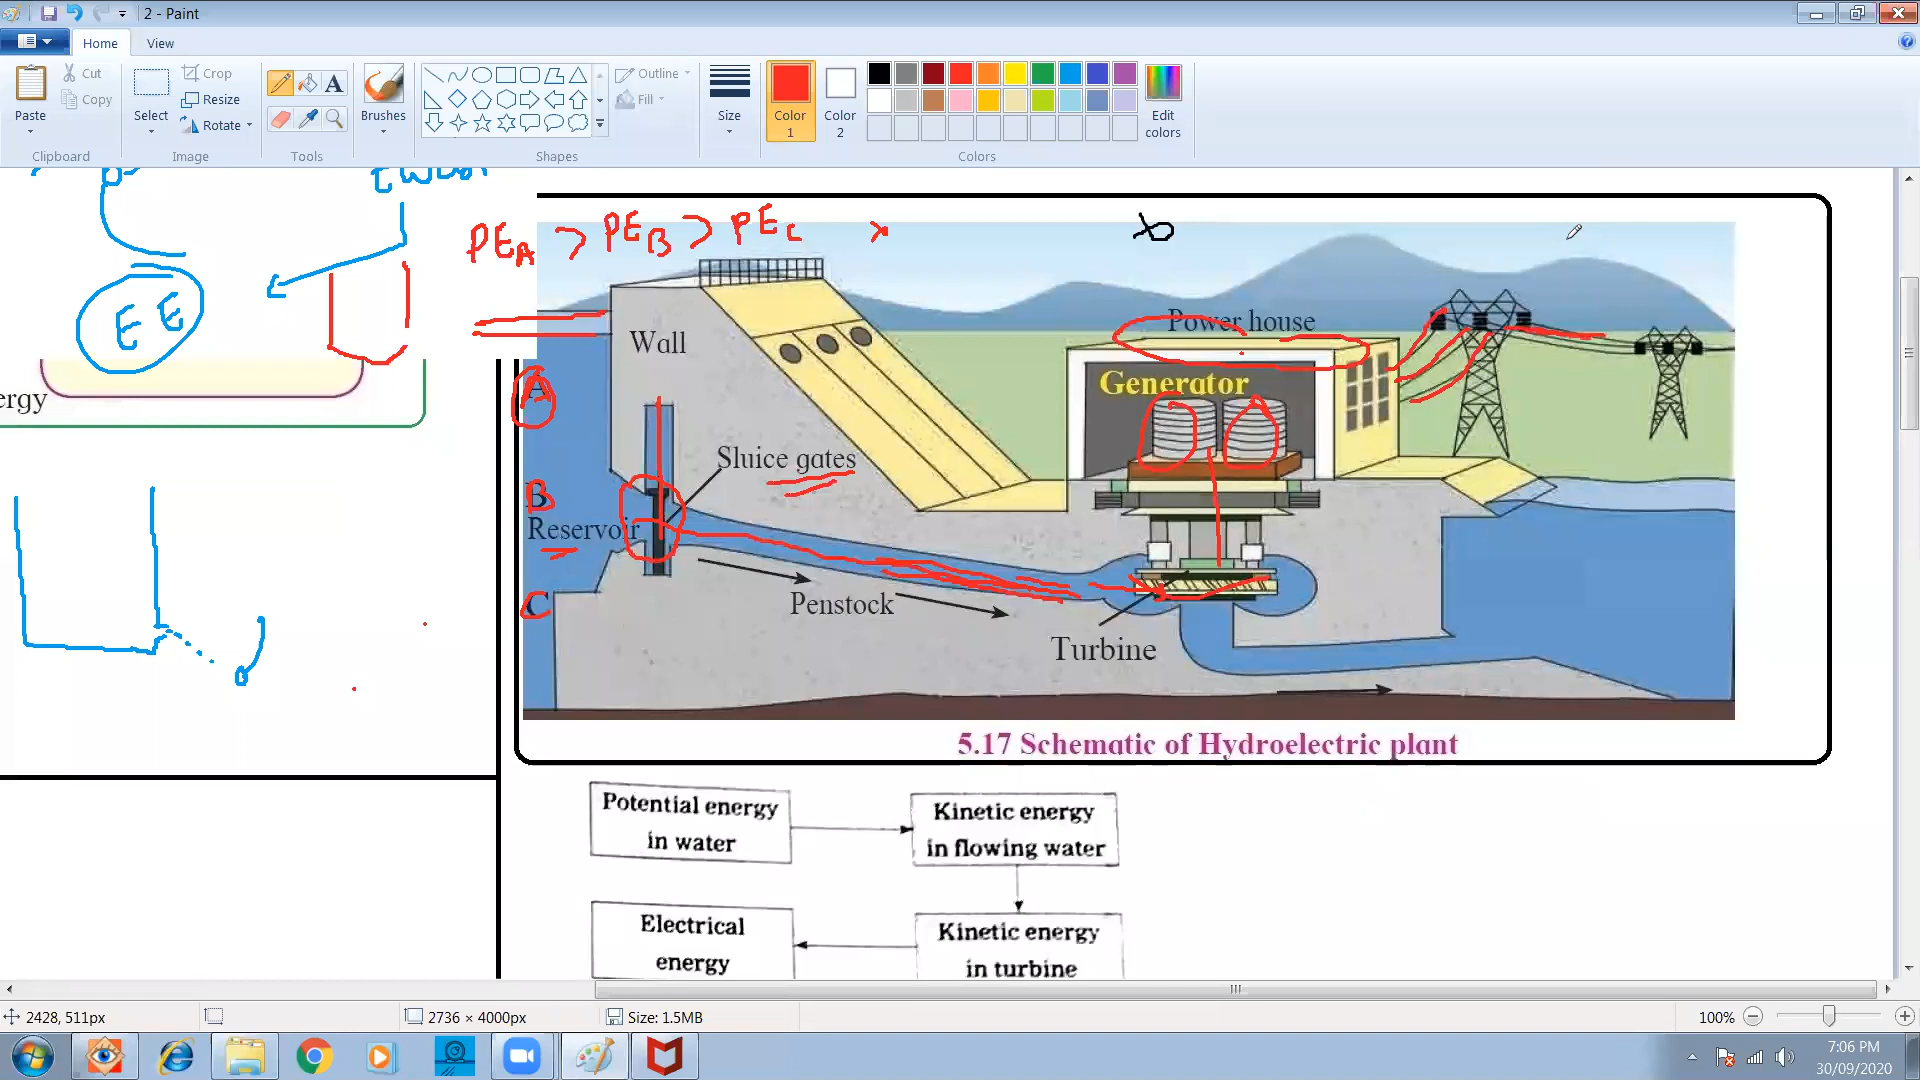 2 - Paint
Home
View
Paste
Cut
Copy
Clipboard
Select
Crop
Resize
Rotate
Image
Tools
Brushes
Shapes
Outline
Fill
Size
Color 1
Color 2
Edit colors
Colors
PEA > PEB > PEC
EE
Wall
Power house
Generator
ergy
A
Sluice gates
B
Reservoir
C
Penstock
Turbine
5.17 Schematic of Hydroelectric plant
Potential energy
in water
Kinetic energy
in flowing water
Electrical
energy
Kinetic energy
in turbine
2428, 511px
2736 × 4000px
Size: 1.5MB
100%
7:06 PM
30/09/2020